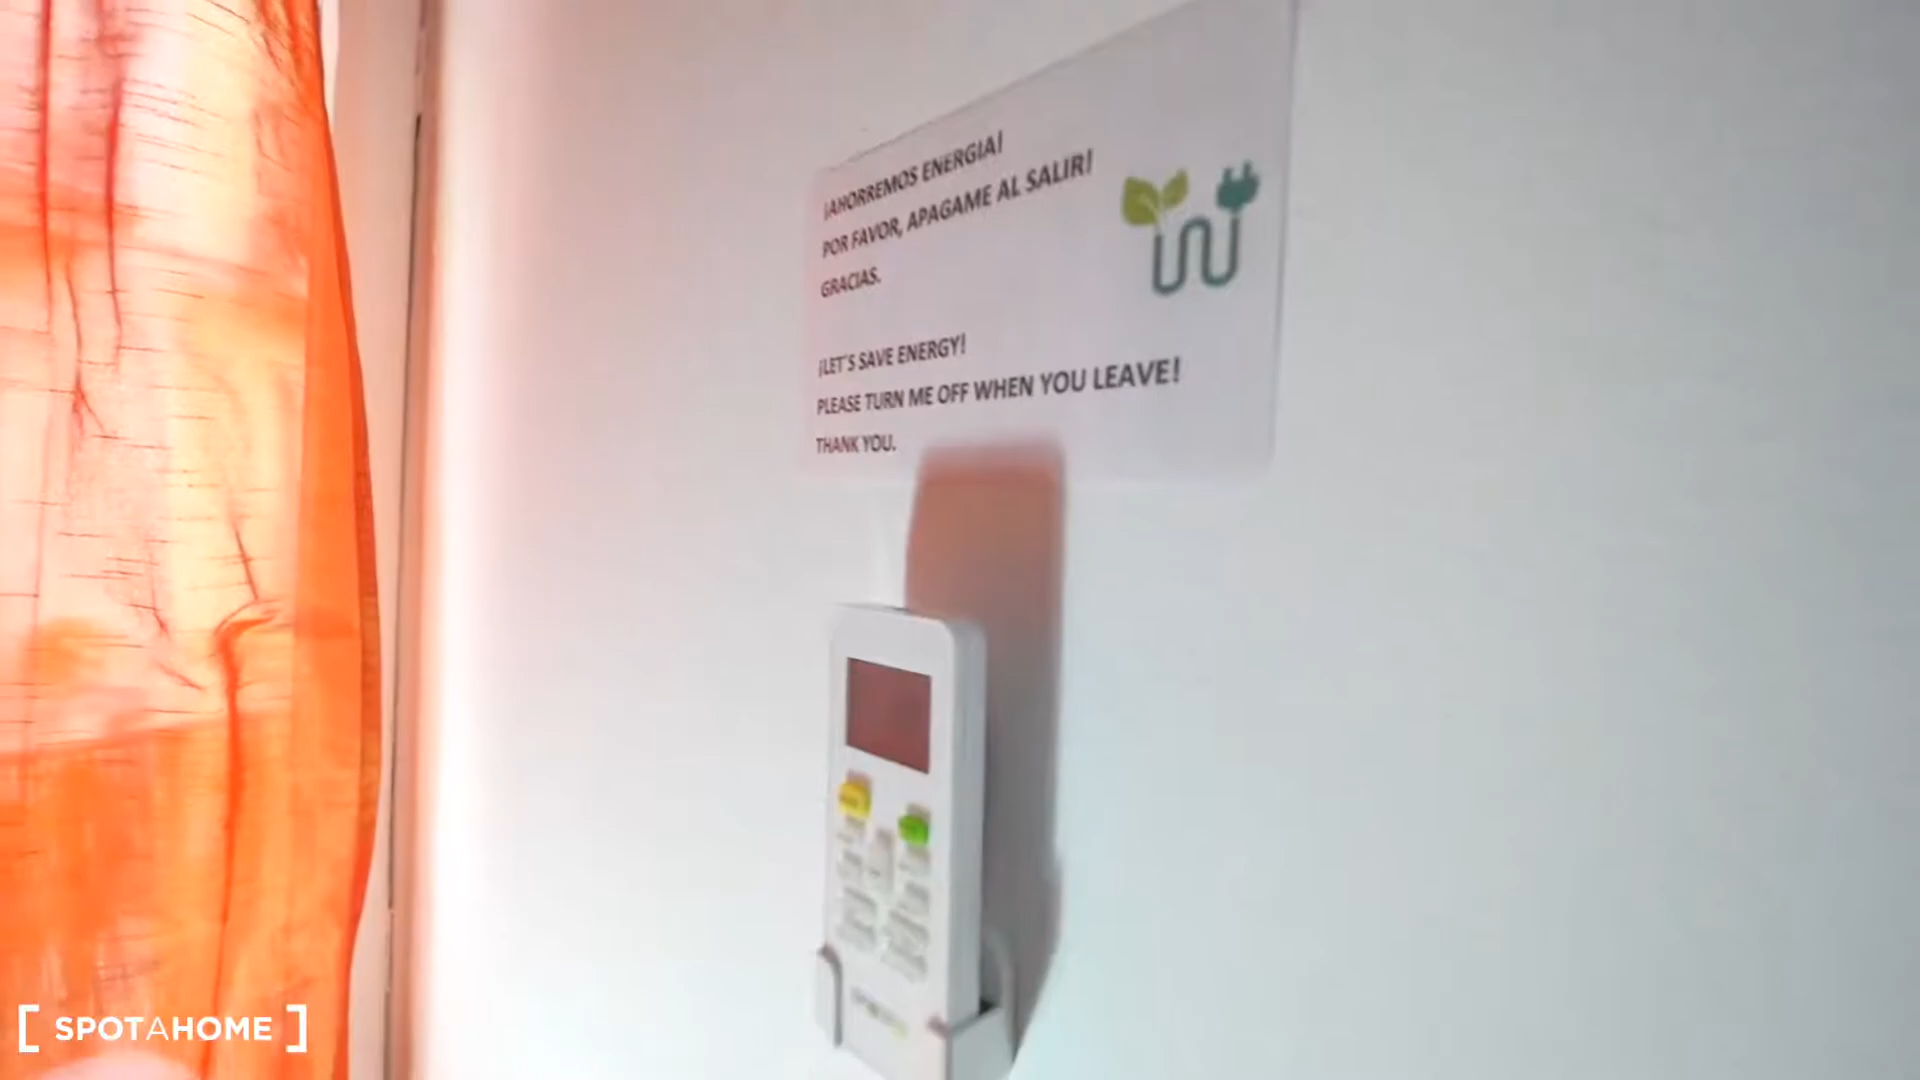 ¡AHORREMOS ENERGIA!
POR FAVOR, APAGAME AL SALIR!
GRACIAS.
¡LET'S SAVE ENERGY!
PLEASE TURN ME OFF WHEN YOU LEAVE!
THANK YOU.
[ SPOTAHOME ]